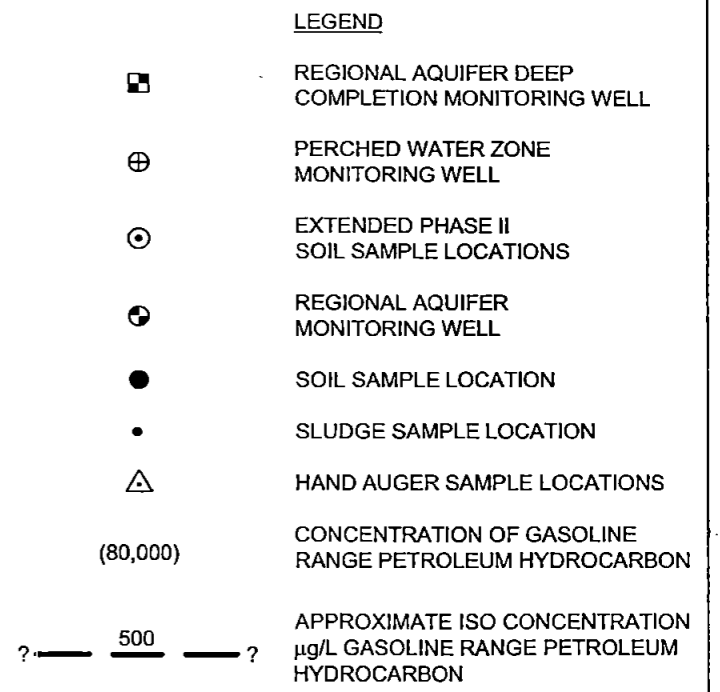 LEGEND
REGIONAL AQUIFER DEEP
COMPLETION MONITORING WELL
PERCHED WATER ZONE
MONITORING WELL
EXTENDED PHASE II
SOIL SAMPLE LOCATIONS
REGIONAL AQUIFER
MONITORING WELL
SOIL SAMPLE LOCATION
SLUDGE SAMPLE LOCATION
HAND AUGER SAMPLE LOCATIONS
(80,000)
CONCENTRATION OF GASOLINE
RANGE PETROLEUM HYDROCARBON
? 500 ?
APPROXIMATE ISO CONCENTRATION
µg/L GASOLINE RANGE PETROLEUM
HYDROCARBON